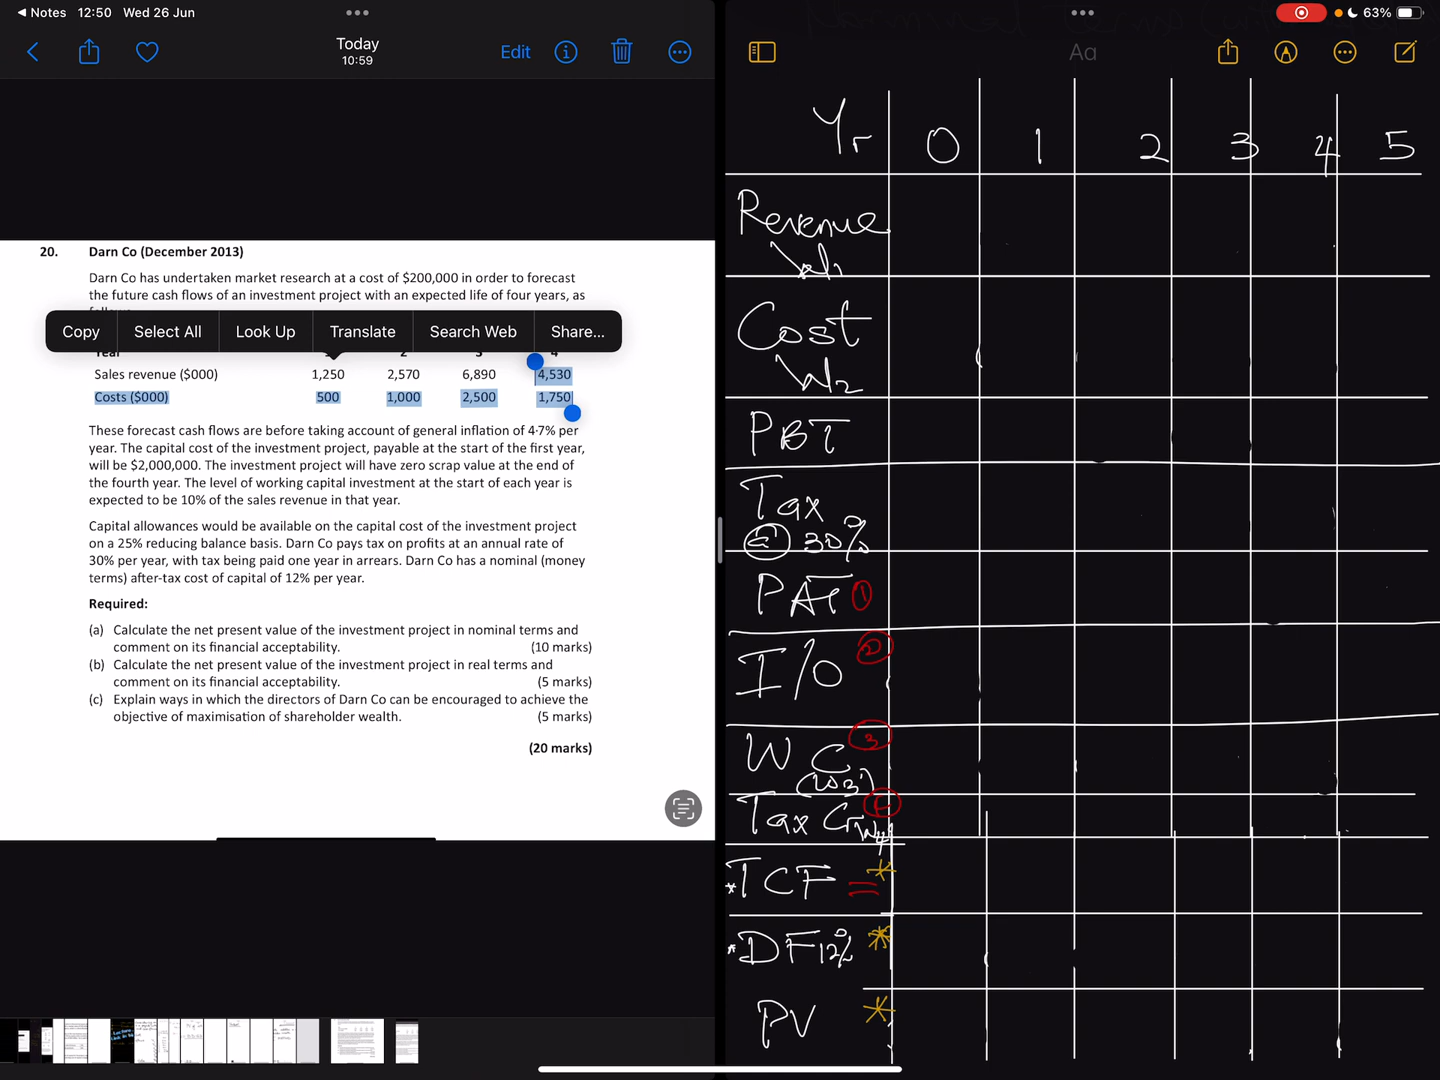 Notes 12:50 Wed 26 Jun
63%
Today
10:59
Edit
Aa
20. Darn Co (December 2013)
Darn Co has undertaken market research at a cost of $200,000 in order to forecast
the future cash flows of an investment project with an expected life of four years, as
Copy Select All Look Up Translate Search Web Share...
Year 1 2 3 4
Sales revenue ($000) 1,250 2,570 6,890 4,530
Costs ($000) 500 1,000 2,500 1,750
These forecast cash flows are before taking account of general inflation of 4·7% per
year. The capital cost of the investment project, payable at the start of the first year,
will be $2,000,000. The investment project will have zero scrap value at the end of
the fourth year. The level of working capital investment at the start of each year is
expected to be 10% of the sales revenue in that year.
Capital allowances would be available on the capital cost of the investment project
on a 25% reducing balance basis. Darn Co pays tax on profits at an annual rate of
30% per year, with tax being paid one year in arrears. Darn Co has a nominal (money
terms) after-tax cost of capital of 12% per year.
Required:
(a) Calculate the net present value of the investment project in nominal terms and
comment on its financial acceptability. (10 marks)
(b) Calculate the net present value of the investment project in real terms and
comment on its financial acceptability. (5 marks)
(c) Explain ways in which the directors of Darn Co can be encouraged to achieve the
objective of maximisation of shareholder wealth. (5 marks)
(20 marks)
Yr 0 1 2 3 4 5
Revenue
W1
Cost
W2
PBT
Tax
@ 30%
PAT 1
I/O 2
WC 3
(W3)
Tax W4
*TCF = *
*DF12% *
PV *